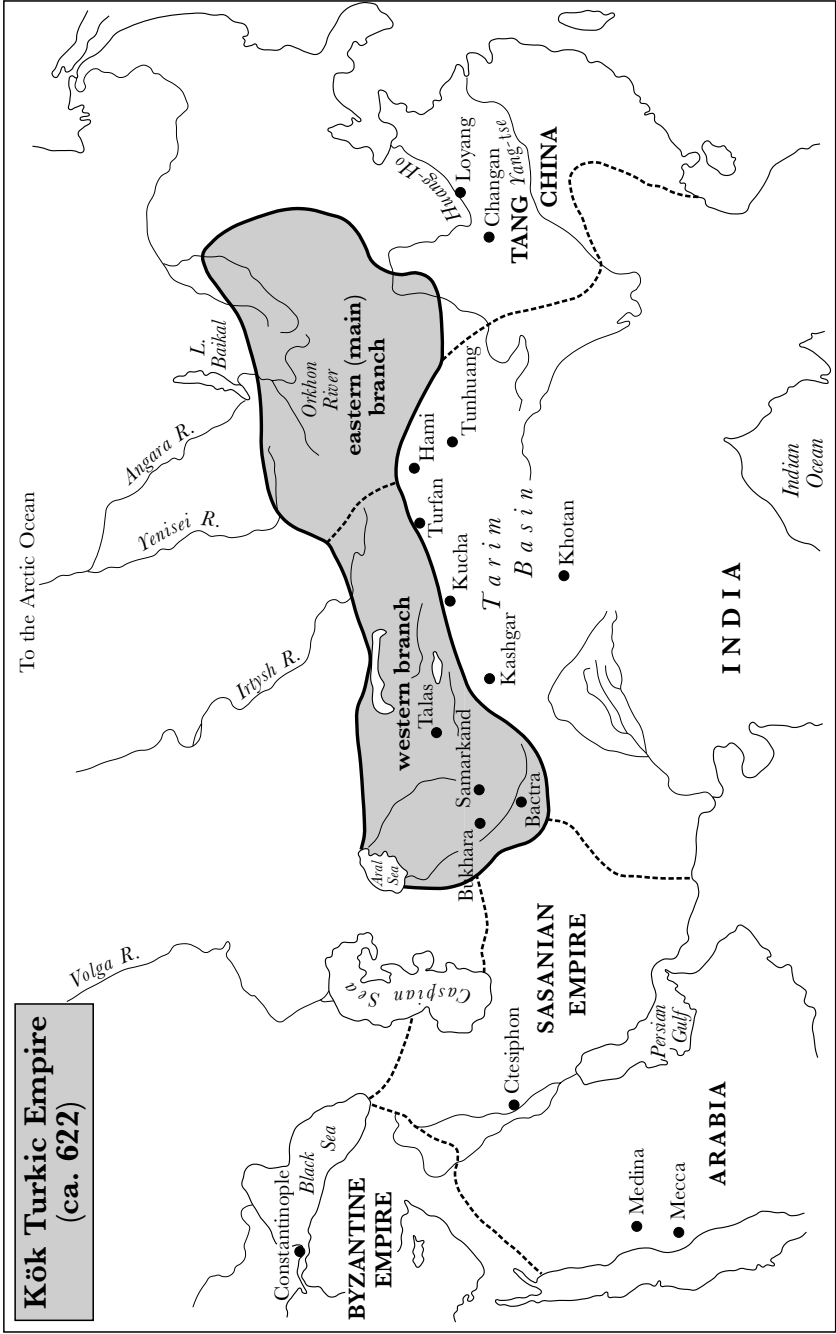 Kök Turkic Empire
(ca. 622)
To the Arctic Ocean
Volga R.
Irtysh R.
Yenisei R.
Angara R.
L.
Baikal
Orkhon
River
eastern (main)
branch
western branch
Talas
Aral
Sea
Caspian Sea
Black
Sea
Constantinople
BYZANTINE
EMPIRE
Bukhara
Samarkand
Bactra
Kashgar
Kucha
Turfan
Hami
Tunhuang
Tarim
Basin
Khotan
Huang-Ho
Loyang
Changan
TANG
Yang-tse
CHINA
SASANIAN
EMPIRE
Ctesiphon
Persian
Gulf
Medina
Mecca
ARABIA
INDIA
Indian
Ocean